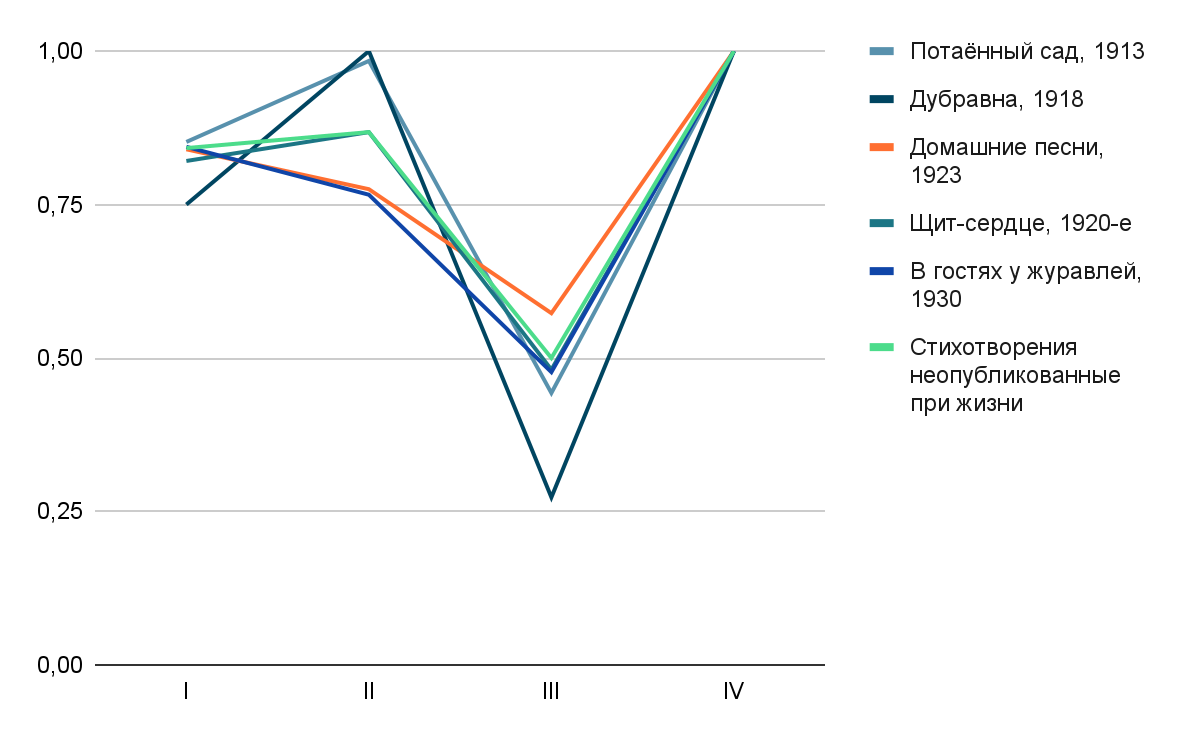 1,00
0,75
0,50
0,25
0,00
I
II
III
IV
Потаённый сад, 1913
Дубравна, 1918
Домашние песни,
1923
Щит-сердце, 1920-е
В гостях у журавлей,
1930
Стихотворения
неопубликованные
при жизни